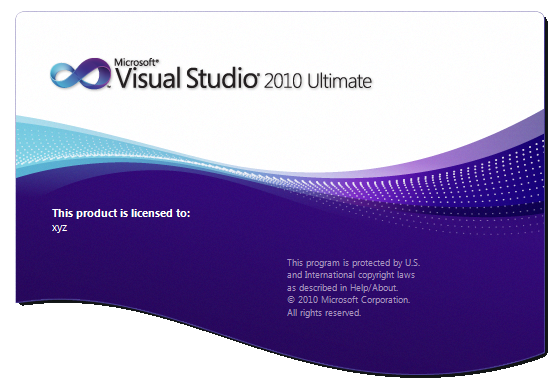 Microsoft®
Visual Studio® 2010 Ultimate
This product is licensed to:
xyz
This program is protected by U.S.
and International copyright laws
as described in Help/About.
© 2010 Microsoft Corporation.
All rights reserved.